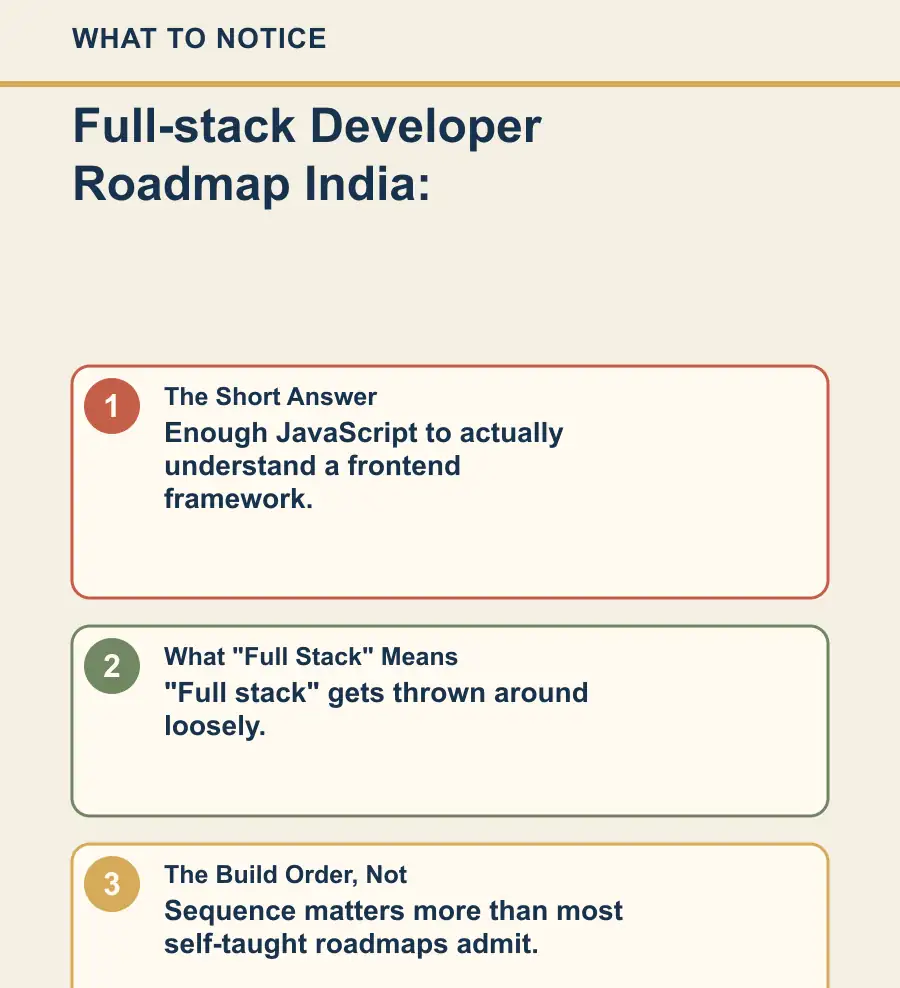 WHAT TO NOTICE
Full-stack Developer
Roadmap India:
1
The Short Answer
Enough JavaScript to actually
understand a frontend
framework.
2
What "Full Stack" Means
"Full stack" gets thrown around
loosely.
3
The Build Order, Not
Sequence matters more than most
self-taught roadmaps admit.